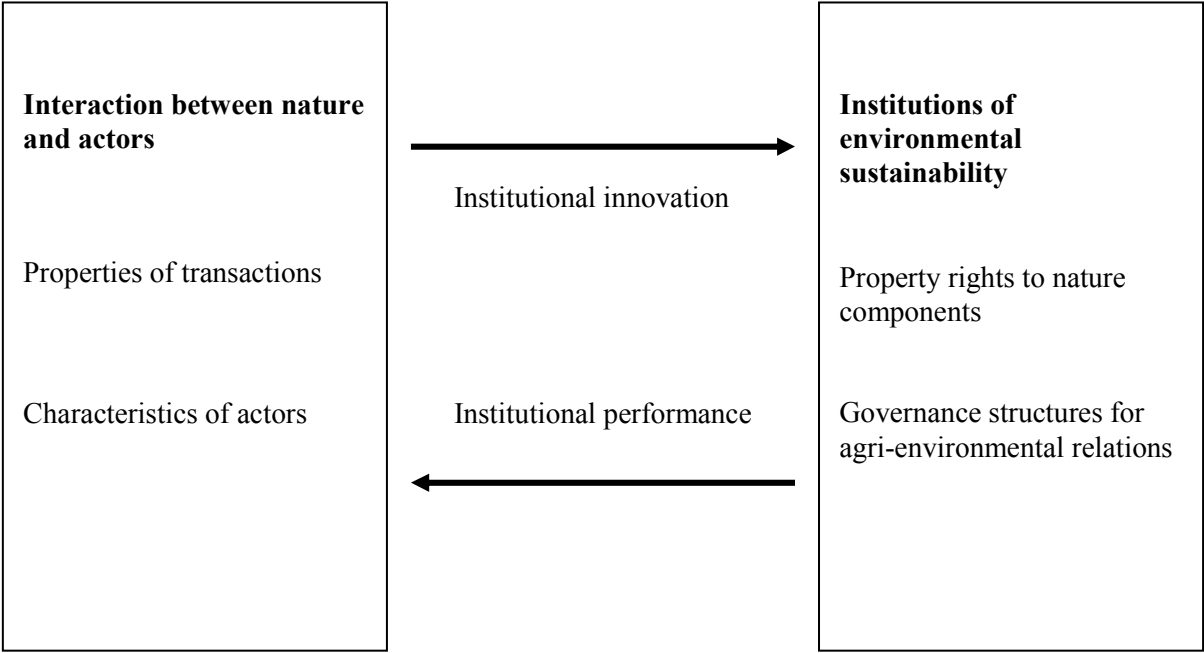 Interaction between nature
and actors
Properties of transactions
Characteristics of actors
Institutional innovation
Institutional performance
Institutions of
environmental
sustainability
Property rights to nature
components
Governance structures for
agri-environmental relations